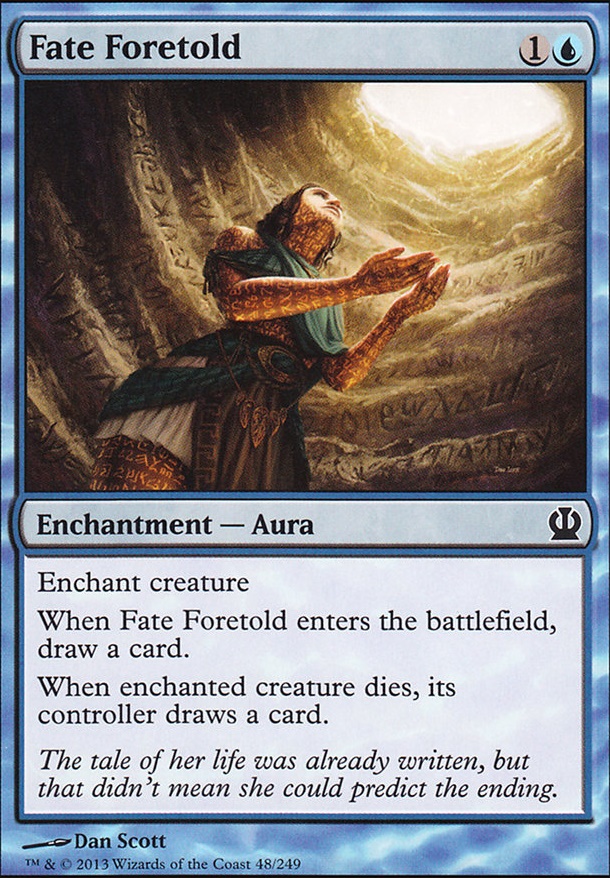 Fate Foretold
1
Enchantment — Aura
Enchant creature
When Fate Foretold enters the battlefield,
draw a card.
When enchanted creature dies, its
controller draws a card.
The tale of her life was already written, but
that didn't mean she could predict the ending.
Dan Scott
™ & © 2013 Wizards of the Coast 48/249